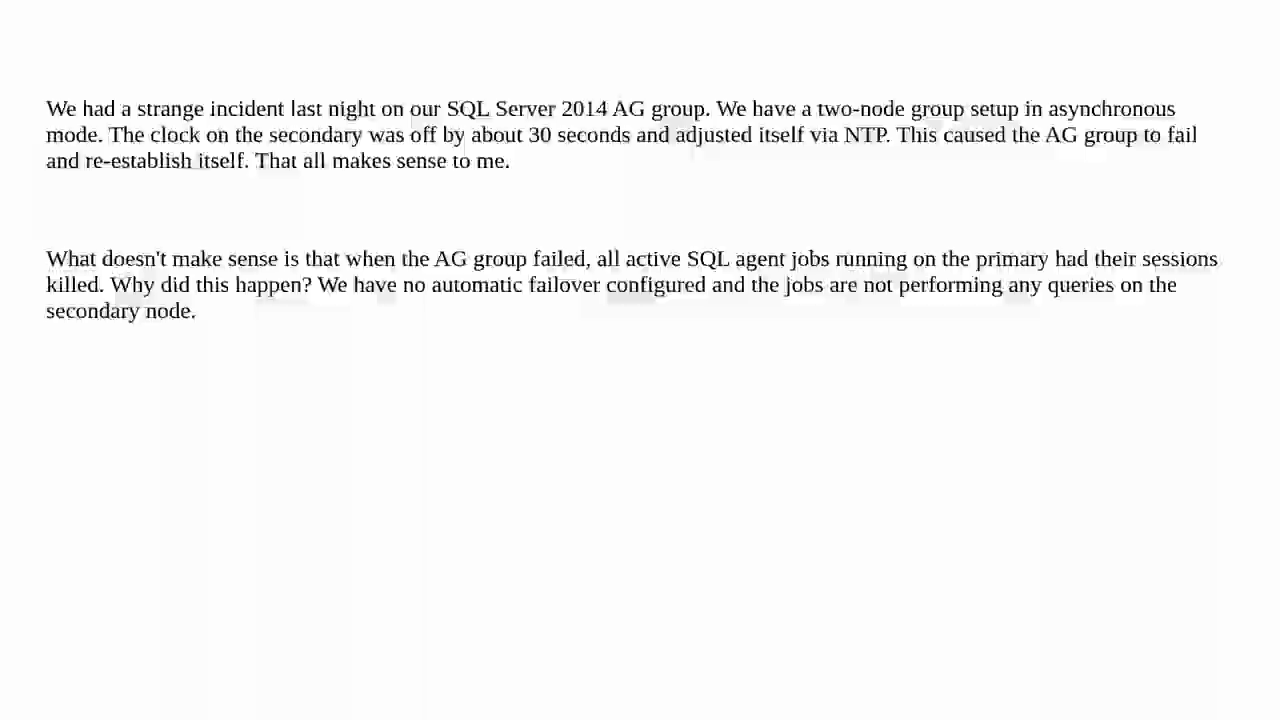 We had a strange incident last night on our SQL Server 2014 AG group. We have a two-node group setup in asynchronous
mode. The clock on the secondary was off by about 30 seconds and adjusted itself via NTP. This caused the AG group to fail
and re-establish itself. That all makes sense to me.
What doesn't make sense is that when the AG group failed, all active SQL agent jobs running on the primary had their sessions
killed. Why did this happen? We have no automatic failover configured and the jobs are not performing any queries on the
secondary node.